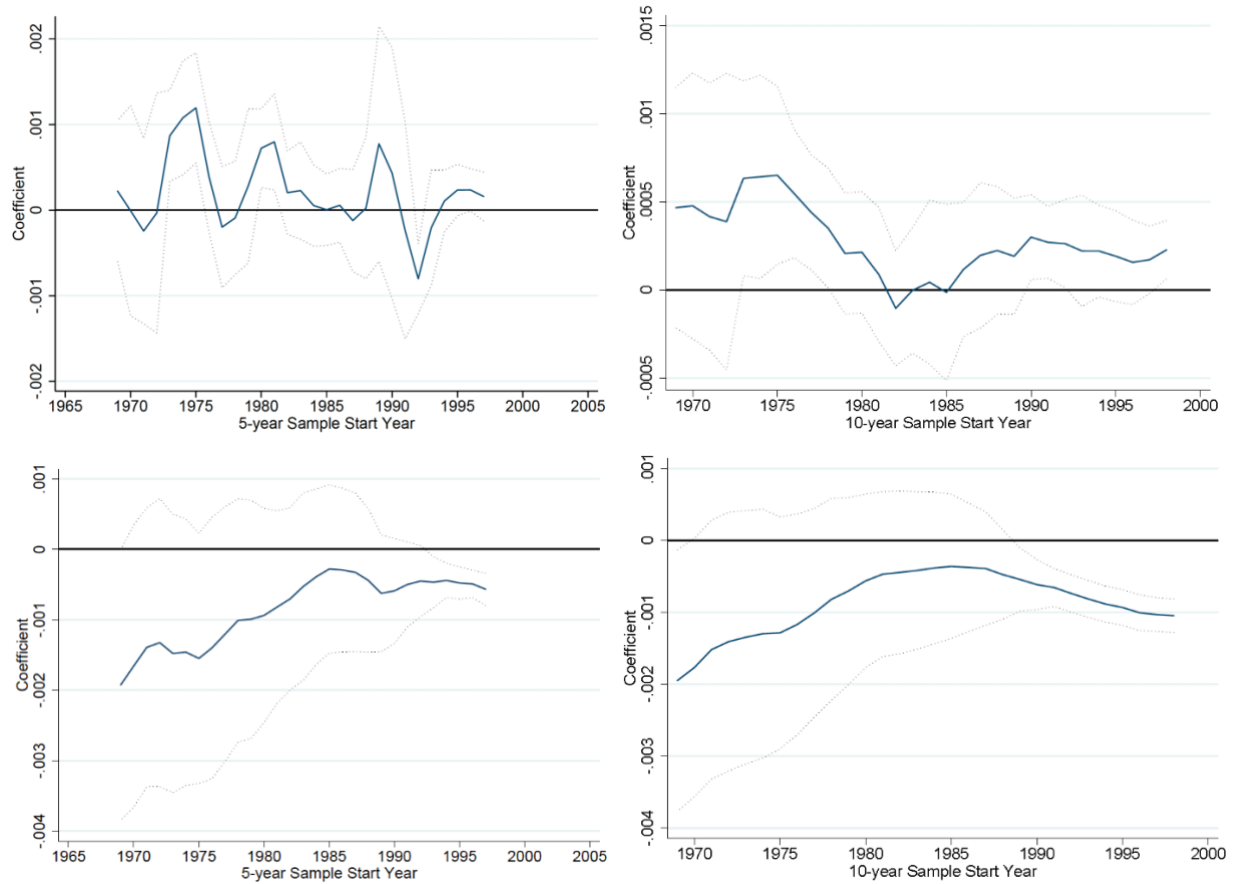 .002
.001
0
-.001
-.002
Coefficient
1965 1970 1975 1980 1985 1990 1995 2000 2005
5-year Sample Start Year
.0015
.001
.0005
0
-.0005
Coefficient
1970 1975 1980 1985 1990 1995 2000
10-year Sample Start Year
.001
0
-.001
-.002
-.003
-.004
Coefficient
1965 1970 1975 1980 1985 1990 1995 2000 2005
5-year Sample Start Year
.001
0
-.001
-.002
-.003
-.004
Coefficient
1970 1975 1980 1985 1990 1995 2000
10-year Sample Start Year